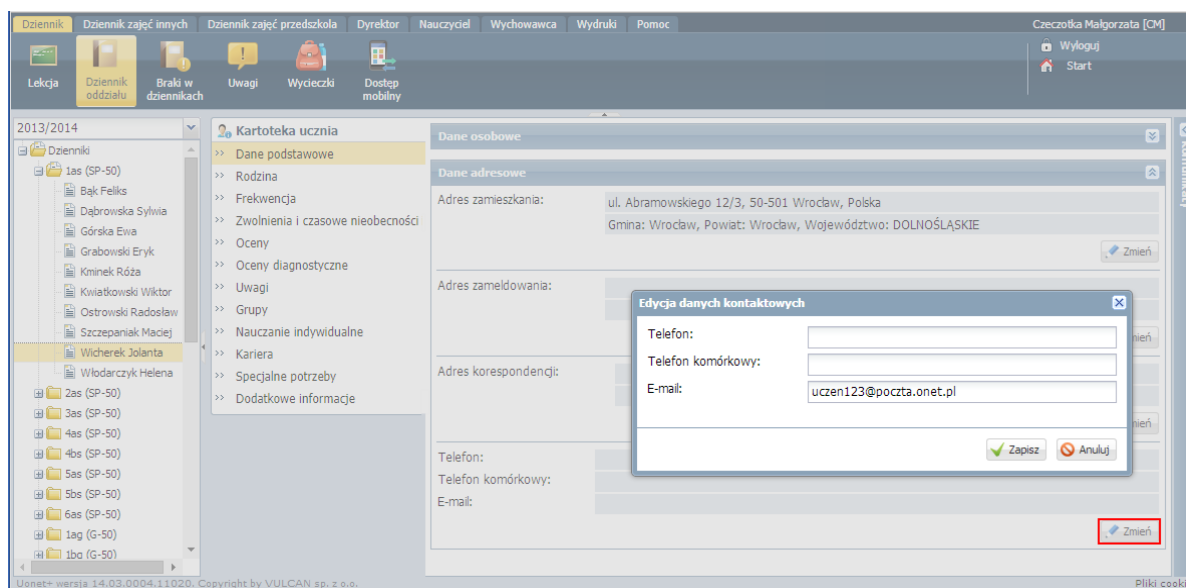 Dziennik Dziennik zajęć innych Dziennik zajęć przedszkola Dyrektor Nauczyciel Wychowawca Wydruki Pomoc Czeczotka Małgorzata [CM]
Wyloguj
Start
Lekcja Dziennik oddziału Braki w dziennikach Uwagi Wycieczki Dostęp mobilny
2013/2014
Dzienniki
1as (SP-50)
Bąk Feliks
Dąbrowska Sylwia
Górska Ewa
Grabowski Eryk
Kminek Róża
Kwiatkowski Wiktor
Ostrowski Radosław
Szczepaniak Maciej
Wicherek Jolanta
Włodarczyk Helena
2as (SP-50)
3as (SP-50)
4as (SP-50)
4bs (SP-50)
5as (SP-50)
5bs (SP-50)
6as (SP-50)
1ag (G-50)
1bg (G-50)
Kartoteka ucznia
>> Dane podstawowe
>> Rodzina
>> Frekwencja
>> Zwolnienia i czasowe nieobecności
>> Oceny
>> Oceny diagnostyczne
>> Uwagi
>> Grupy
>> Nauczanie indywidualne
>> Kariera
>> Specjalne potrzeby
>> Dodatkowe informacje
Dane osobowe
Dane adresowe
Adres zamieszkania: ul. Abramowskiego 12/3, 50-501 Wrocław, Polska
Gmina: Wrocław, Powiat: Wrocław, Województwo: DOLNOŚLĄSKIE
Zmień
Adres zameldowania:
nień
Adres korespondencji:
nień
Telefon:
Telefon komórkowy:
E-mail:
Zmień
Edycja danych kontaktowych
Telefon:
Telefon komórkowy:
E-mail: uczen123@poczta.onet.pl
Zapisz Anuluj
Uonet+ wersja 14.03.0004.11020. Copyright by VULCAN sp. z o.o. Pliki cook